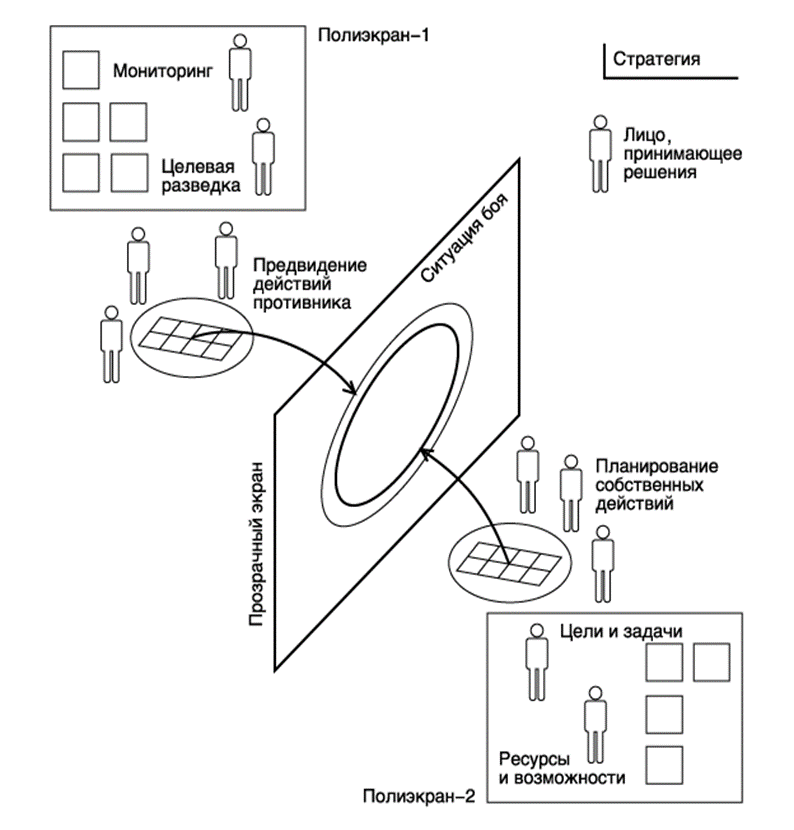 Полиэкран–1
Мониторинг
Целевая
разведка
Стратегия
Лицо,
принимающее
решения
Предвидение
действий
противника
Ситуация боя
Прозрачный экран
Планирование
собственных
действий
Цели и задачи
Ресурсы
и возможности
Полиэкран–2